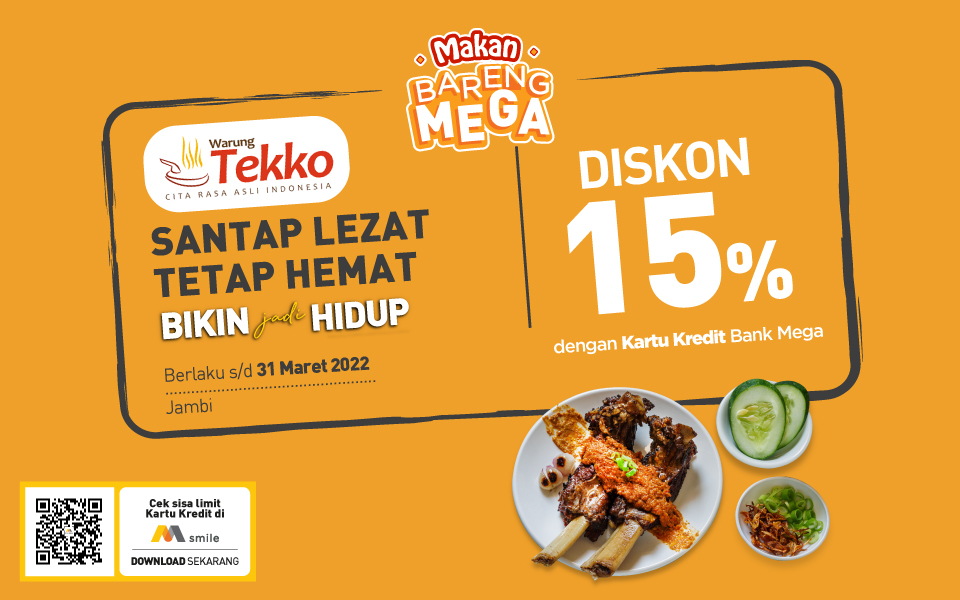 Makan
BARENG
MEGA
Warung
Tekko
CITA RASA ASLI INDONESIA
SANTAP LEZAT
TETAP HEMAT
BIKIN jadi HIDUP
Berlaku s/d 31 Maret 2022
Jambi
DISKON
15%
dengan Kartu Kredit Bank Mega
Cek sisa limit
Kartu Kredit di
smile
DOWNLOAD SEKARANG